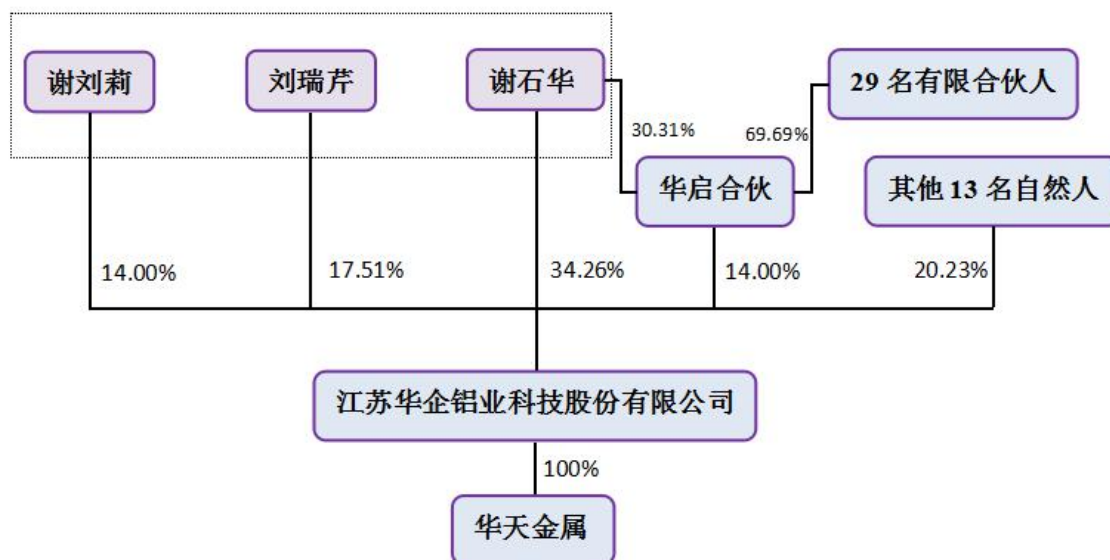 谢刘莉
刘瑞芹
谢石华
29 名有限合伙人
30.31%
69.69%
华启合伙
其他 13 名自然人
14.00%
17.51%
34.26%
14.00%
20.23%
江苏华企铝业科技股份有限公司
100%
华天金属